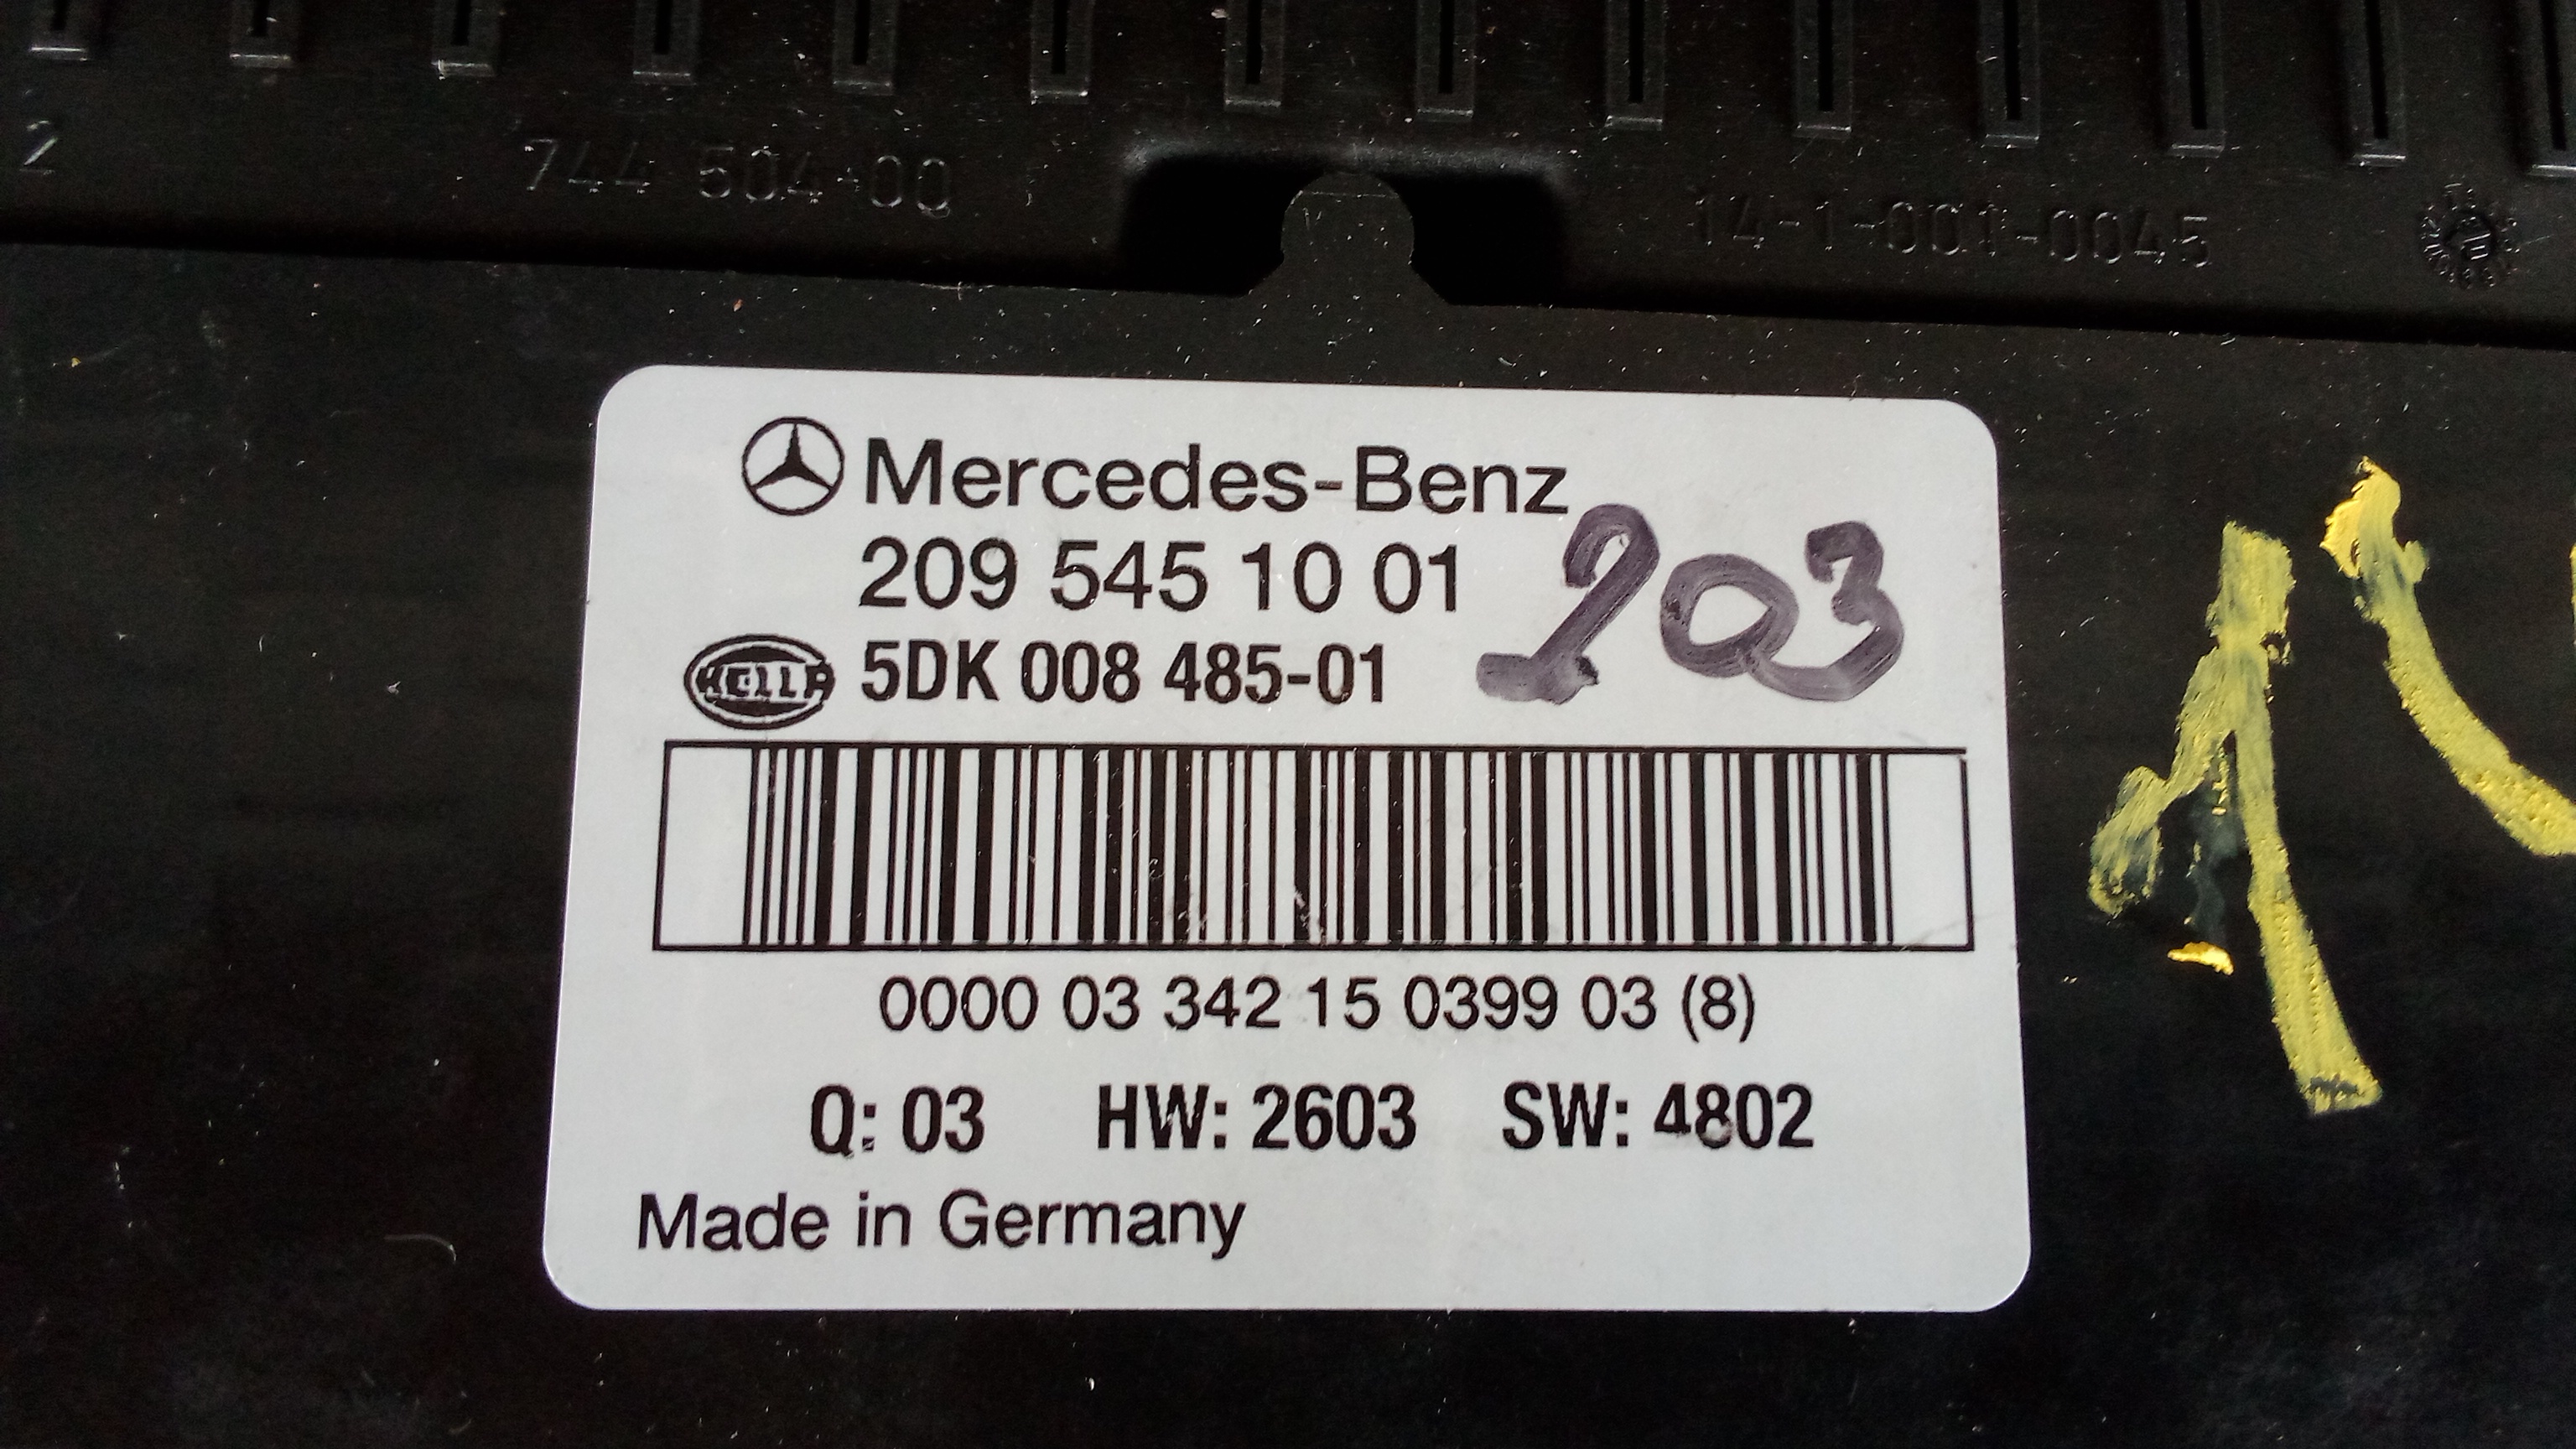 2
744 504-00
14-1-001-0045
Mercedes-Benz
209 545 10 01
203
HELLA 5DK 008 485-01
0000 03 342 15 0399 03 (8)
Q: 03 HW: 2603 SW: 4802
Made in Germany